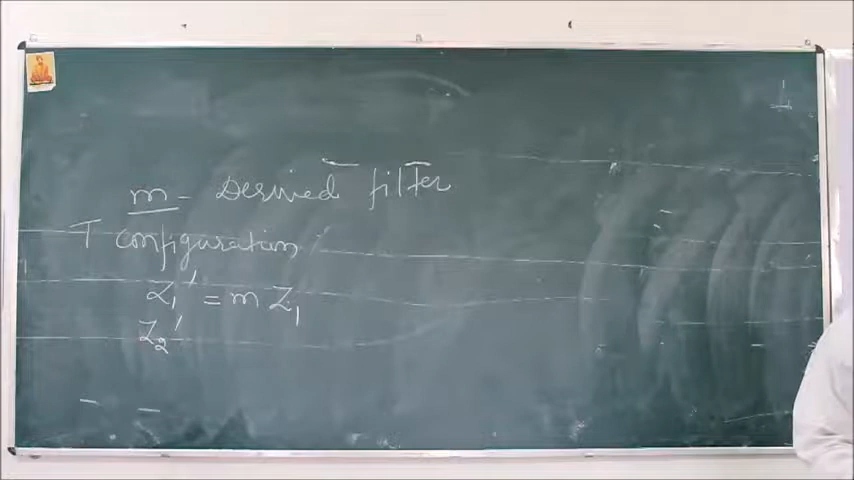 m - Derived filter
T configuration
Z₁' = m Z₁
Z₂'